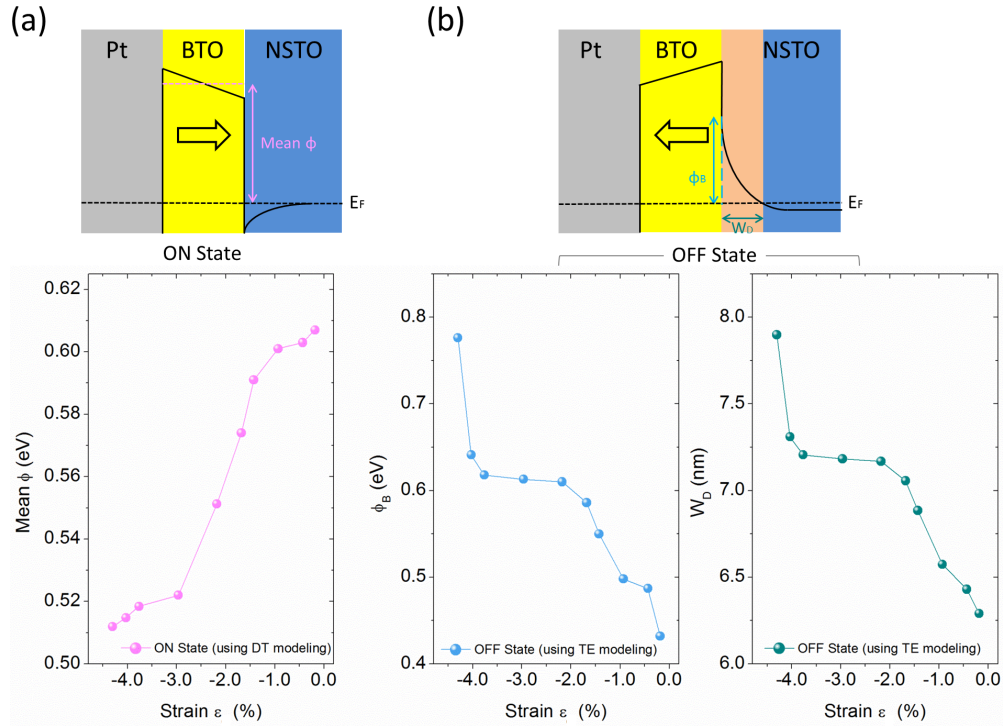 (a)
Pt BTO NSTO
Mean ϕ
EF
ON State
(b)
BTO NSTO
ϕB
WD
EF
OFF State
0.62
0.60
0.58
0.56
0.54
0.52
0.50
Mean ϕ (eV)
ON State (using DT modeling)
-4.0 -3.0 -2.0 -1.0 0.0
Strain ε (%)
0.8
0.7
0.6
0.5
0.4
ϕB (eV)
OFF State (using TE modeling)
-4.0 -3.0 -2.0 -1.0 0.0
Strain ε (%)
8.0
7.5
7.0
6.5
6.0
WD (nm)
OFF State (using TE modeling)
-4.0 -3.0 -2.0 -1.0 0.0
Strain ε (%)